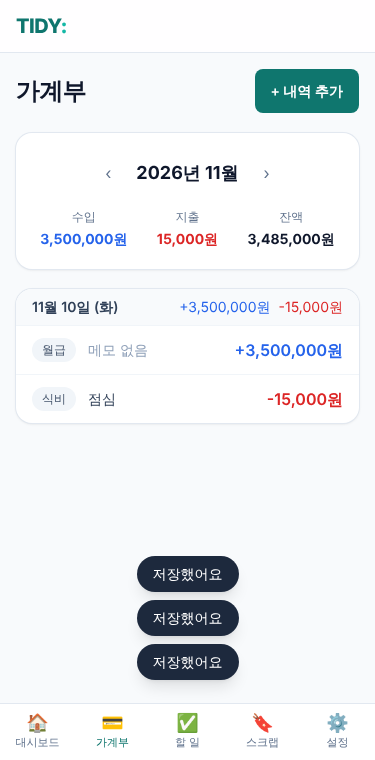 TIDY:
가계부
+ 내역 추가
‹ 2026년 11월 ›
수입 지출 잔액
3,500,000원 15,000원 3,485,000원
11월 10일 (화) +3,500,000원 -15,000원
월급 메모 없음 +3,500,000원
식비 점심 -15,000원
저장했어요
저장했어요
저장했어요
대시보드 가계부 할 일 스크랩 설정